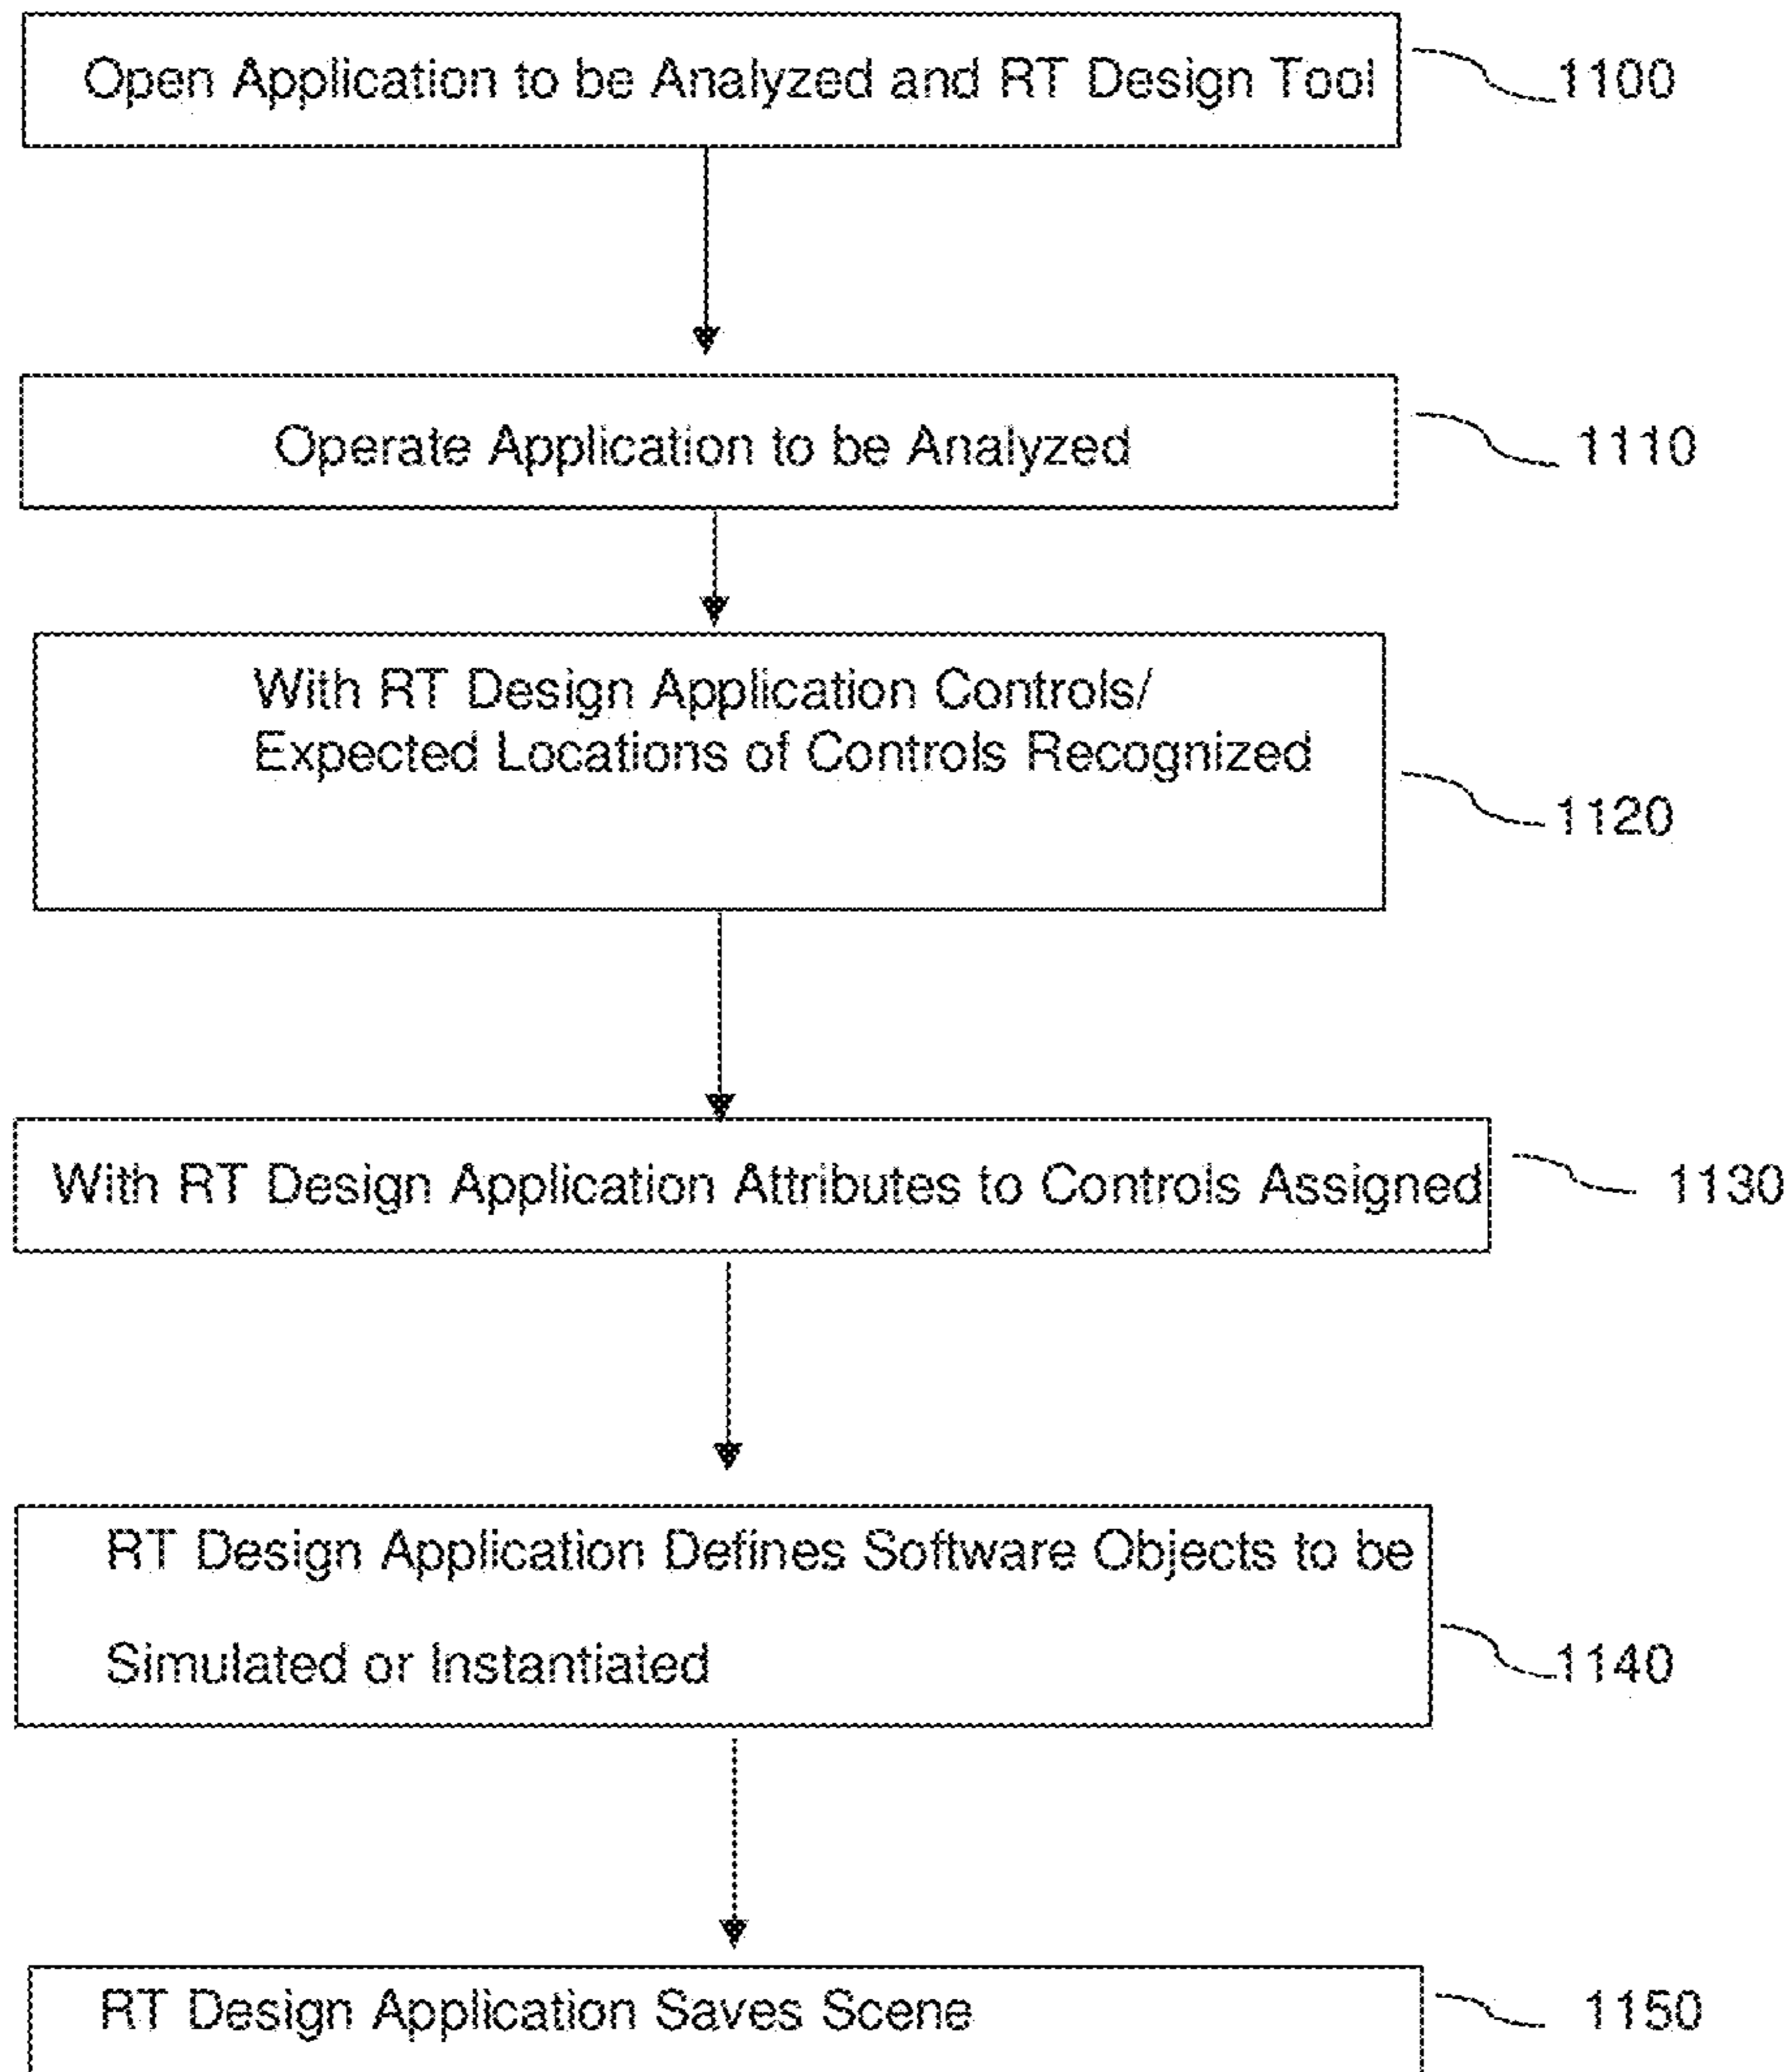 Open Application to be Analyzed and RT Design Tool
1100
Operate Application to be Analyzed
1110
With RT Design Application Controls/
Expected Locations of Controls Recognized
1120
With RT Design Application Attributes to Controls Assigned
1130
RT Design Application Defines Software Objects to be
Simulated or Instantiated
1140
RT Design Application Saves Scene
1150